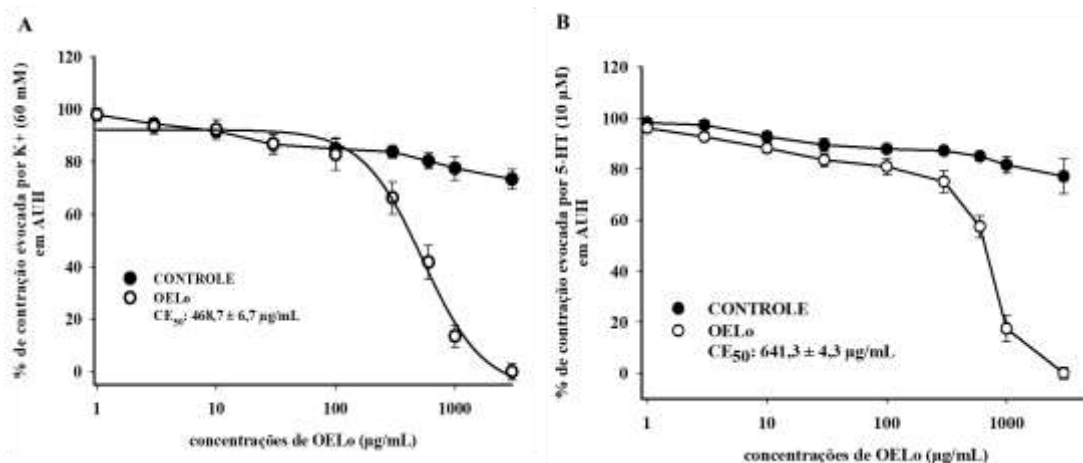 A
% de contração evocada por K+ (60 mM)
em AUH
120
100
80
60
40
20
0
CONTROLE
OELo
CE50: 468,7 ± 6,7 µg/mL
1
10
100
1000
concentrações de OELo (µg/mL)
B
% de contração evocada por 5-HT (10 µM)
em AUH
120
100
80
60
40
20
0
CONTROLE
OELo
CE50: 641,3 ± 4,3 µg/mL
1
10
100
1000
concentrações de OELo (µg/mL)